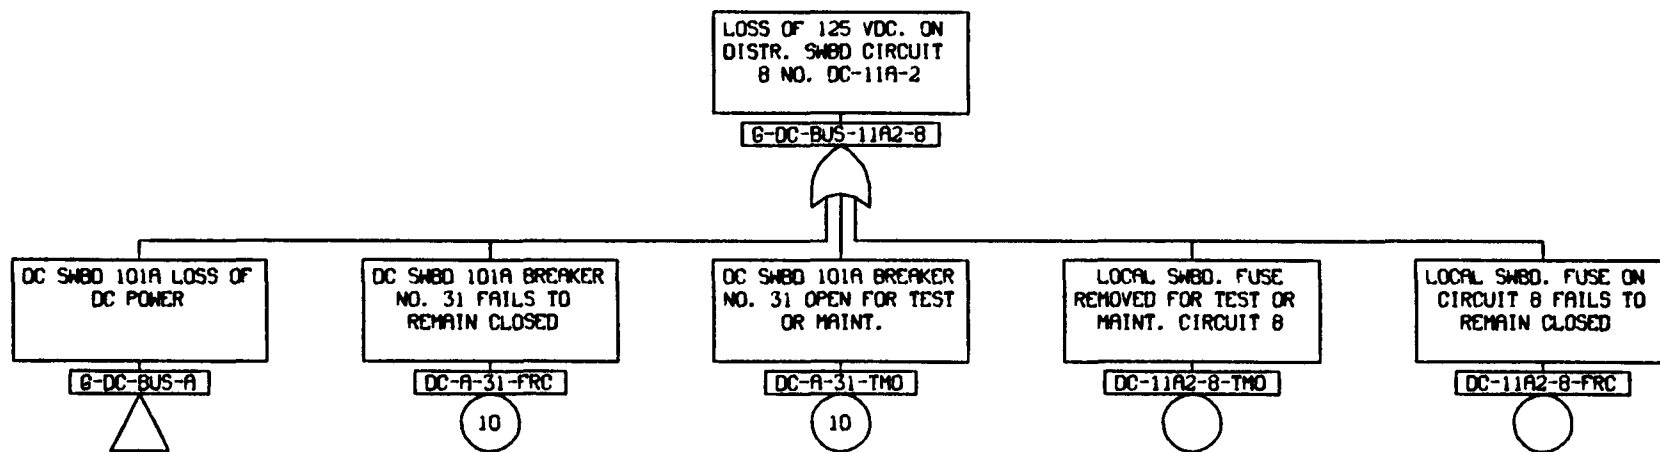 LOSS OF 125 VDC. ON
DISTR. SWBD CIRCUIT
8 NO. DC-11A-2
G-DC-BUS-11A2-8
DC SWBD 101A LOSS OF
DC POWER
G-DC-BUS-A
DC SWBD 101A BREAKER
NO. 31 FAILS TO
REMAIN CLOSED
DC-A-31-FRC
10
DC SWBD 101A BREAKER
NO. 31 OPEN FOR TEST
OR MAINT.
DC-A-31-TMO
10
LOCAL SWBD. FUSE
REMOVED FOR TEST OR
MAINT. CIRCUIT 8
DC-11A2-8-TMO
LOCAL SWBD. FUSE ON
CIRCUIT 8 FAILS TO
REMAIN CLOSED
DC-11A2-8-FRC